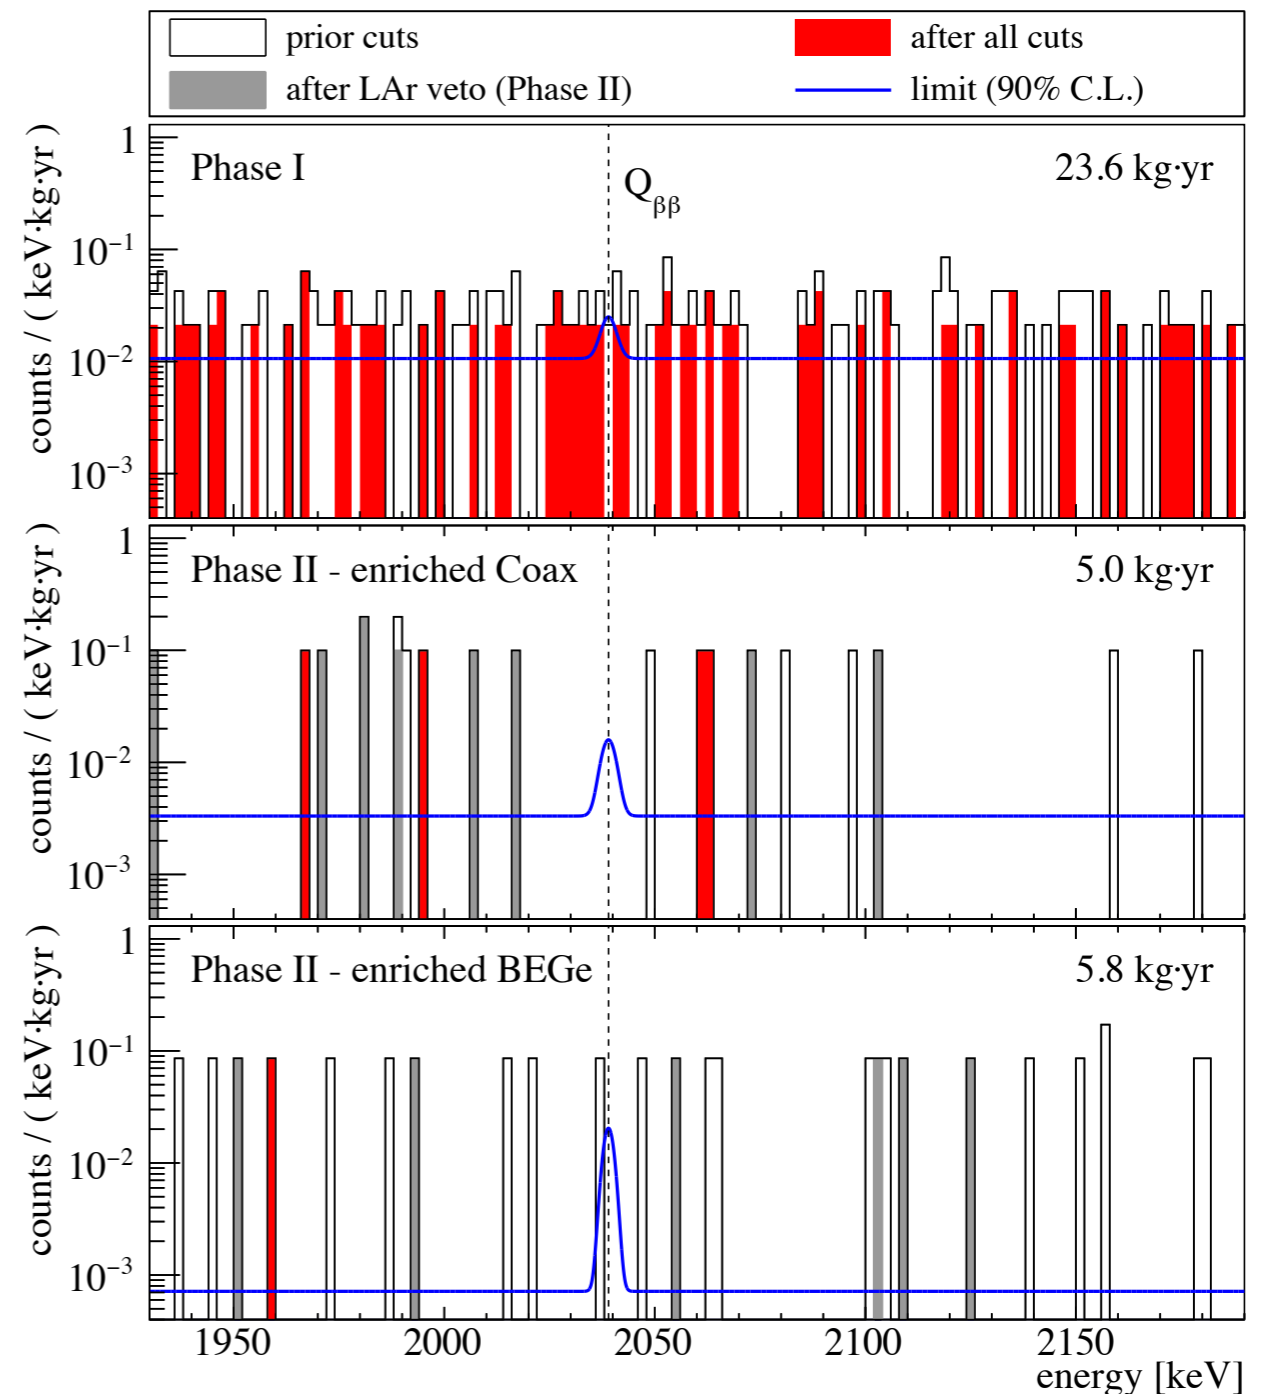 prior cuts
after all cuts
after LAr veto (Phase II)
limit (90% C.L.)
counts / ( keV·kg·yr )
1
10⁻¹
10⁻²
10⁻³
Phase I
Qββ
23.6 kg·yr
counts / ( keV·kg·yr )
1
10⁻¹
10⁻²
10⁻³
Phase II - enriched Coax
5.0 kg·yr
counts / ( keV·kg·yr )
1
10⁻¹
10⁻²
10⁻³
Phase II - enriched BEGe
5.8 kg·yr
1950 2000 2050 2100 2150
energy [keV]